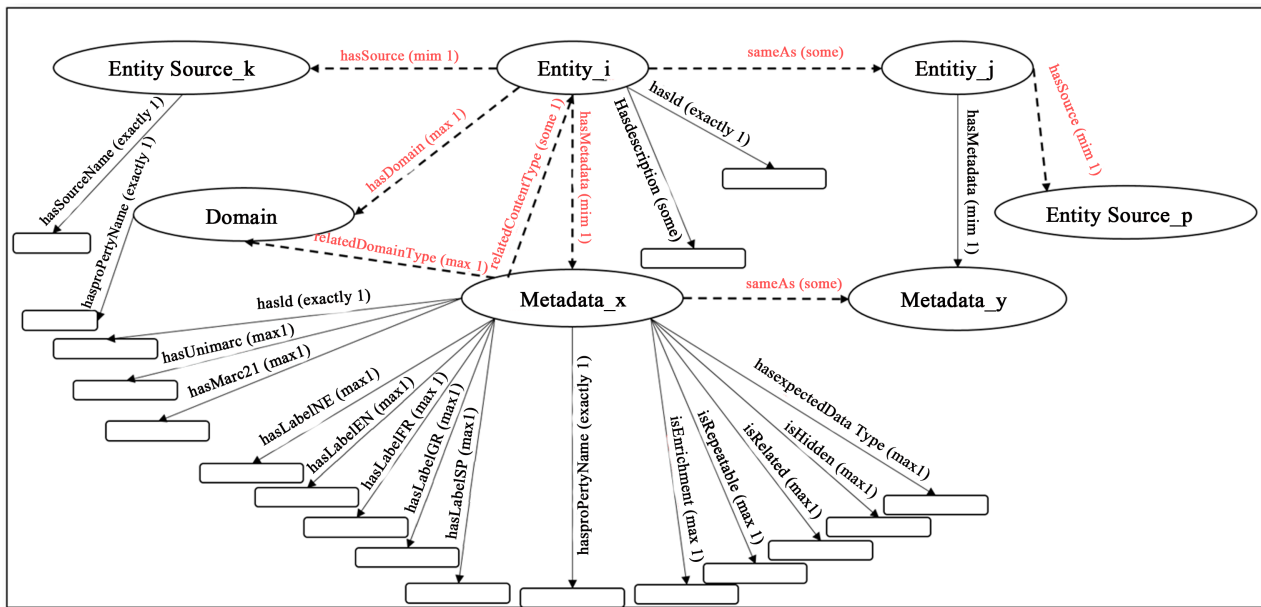 hasSource (mim 1)
sameAs (some)
Entity Source_k
Entity_i
Entitiy_j
hasId (exactly 1)
hasSource (mim 1)
hasSourceName (exactly 1)
hasproPertyName (exactly 1)
hasDomain (max 1)
relatedContentType (some 1)
hasMetadata (mim 1)
Hasdescription (some)
hasMetadata (mim 1)
Domain
Entity Source_p
relatedDomainType (max 1)
sameAs (some)
Metadata_x
Metadata_y
hasId (exactly 1)
hasUnimarc (max1)
hasMarc21 (max1)
hasLabelNE (max1)
hasLabelEN (max1)
hasLabelFR (max 1)
hasLabelGR (max1)
hasLabelSP (max1)
hasproPertyName (exactly 1)
isEnrichment (max 1)
isRepeatable (max 1)
isRelated (max1)
isHidden (max1)
hasexpectedData Type (max1)